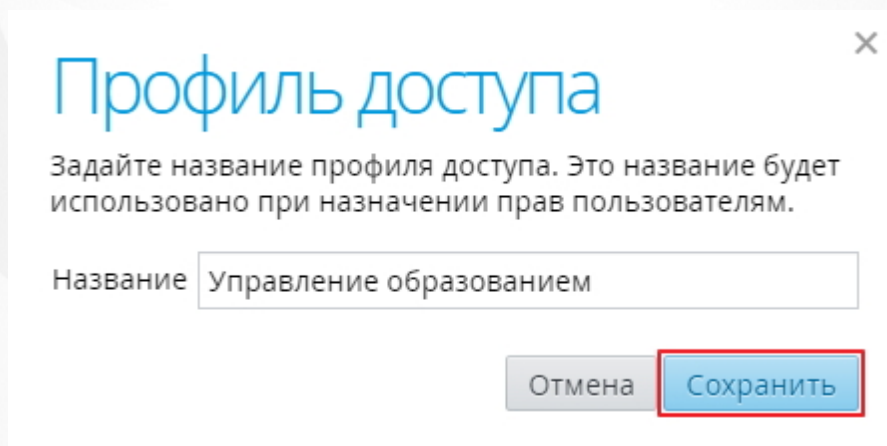 Профиль доступа
Задайте название профиля доступа. Это название будет
использовано при назначении прав пользователям.
Название Управление образованием
Отмена Сохранить